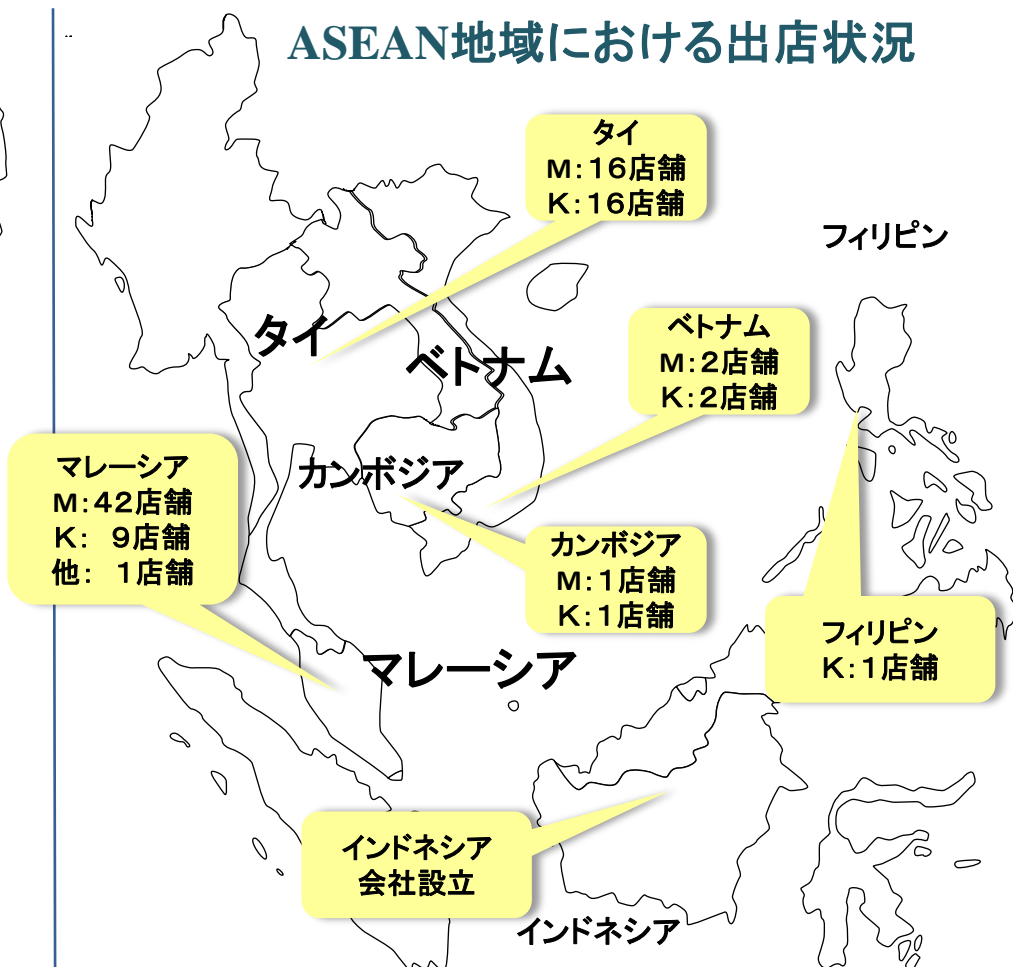 ASEAN地域における出店状況
タイ
M:16店舗
K:16店舗
フィリピン
タイ
ベトナム
ベトナム
M:2店舗
K:2店舗
マレーシア
M:42店舗
K: 9店舗
他: 1店舗
カンボジア
カンボジア
M:1店舗
K:1店舗
フィリピン
K:1店舗
マレーシア
インドネシア
会社設立
インドネシア